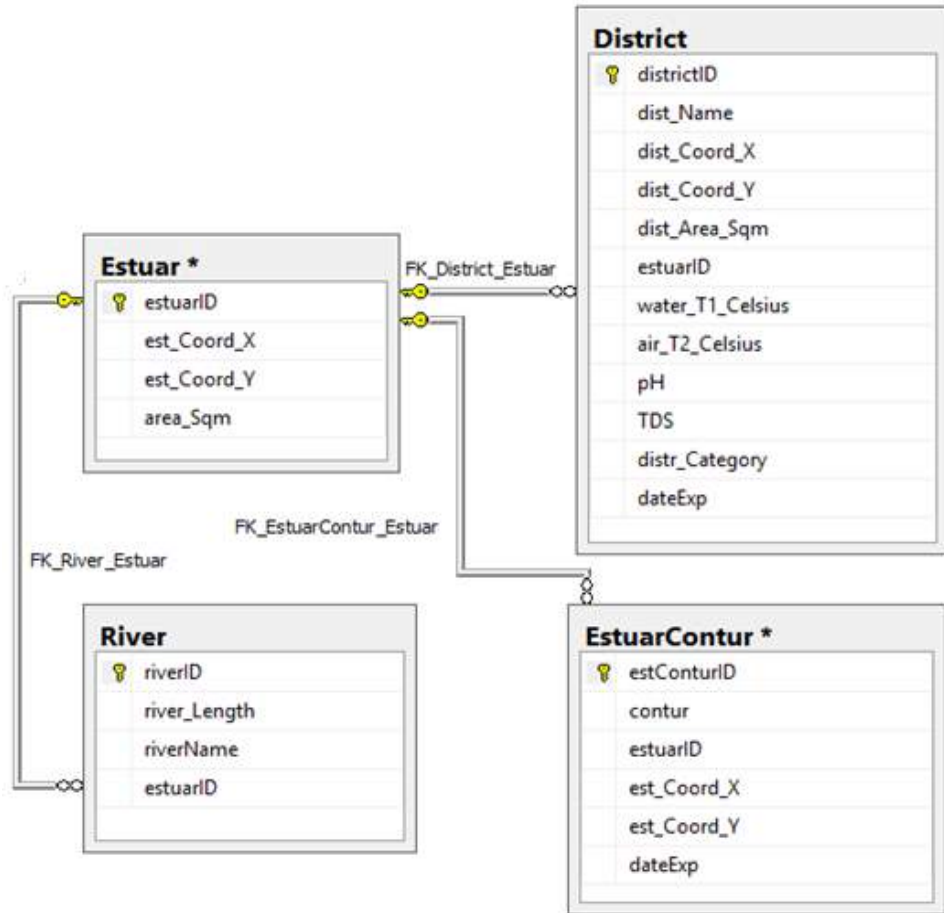 District
districtID
dist_Name
dist_Coord_X
dist_Coord_Y
dist_Area_Sqm
estuarID
water_T1_Celsius
air_T2_Celsius
pH
TDS
distr_Category
dateExp
Estuar *
estuarID
est_Coord_X
est_Coord_Y
area_Sqm
FK_District_Estuar
FK_EstuarContur_Estuar
FK_River_Estuar
River
riverID
river_Length
riverName
estuarID
EstuarContur *
estConturID
contur
estuarID
est_Coord_X
est_Coord_Y
dateExp